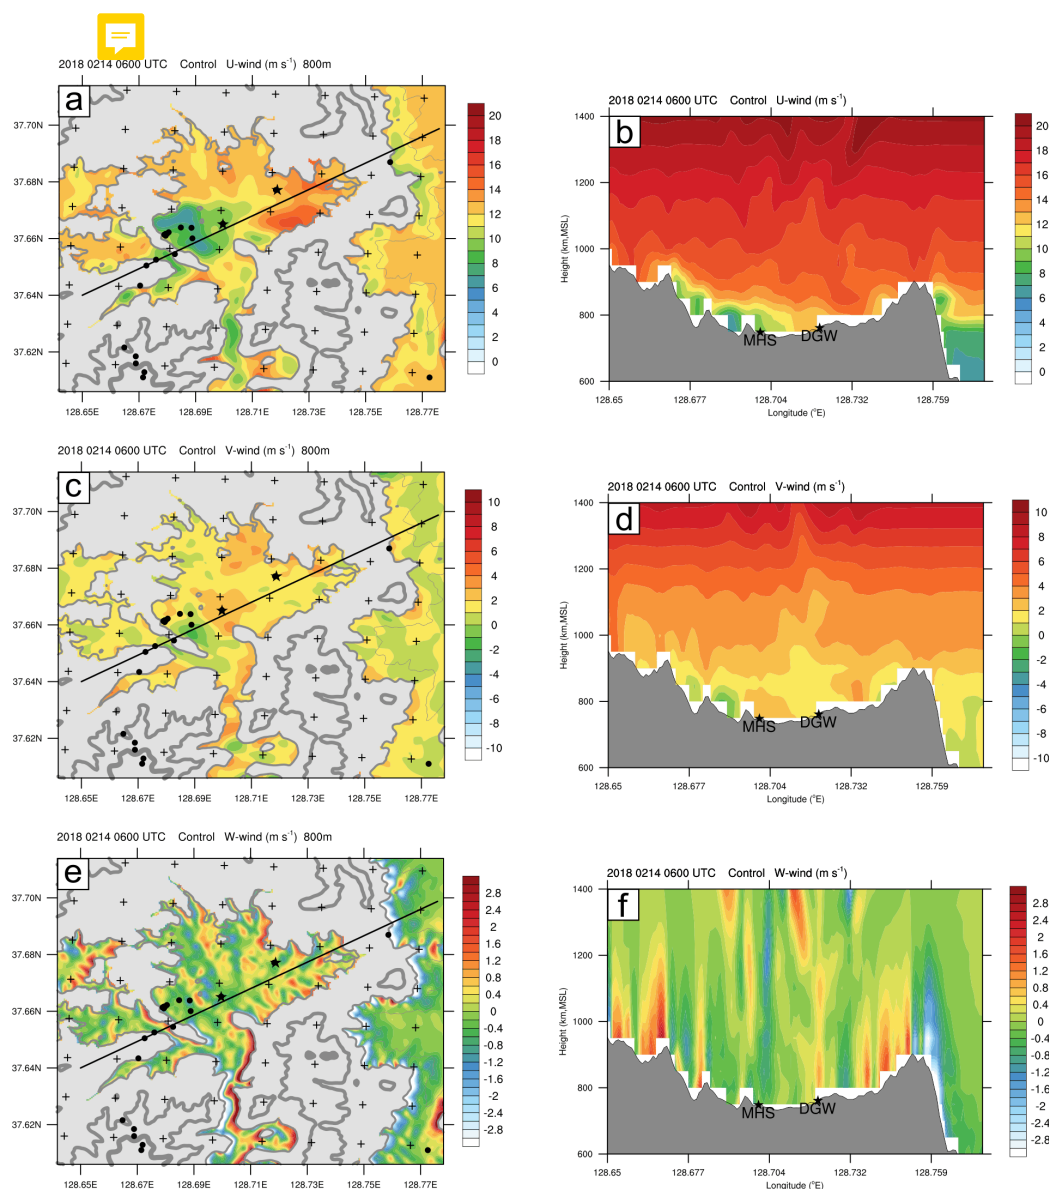 2018 0214 0600 UTC Control U-wind (m s⁻¹) 800m
a
37.70N
37.68N
37.66N
37.64N
37.62N
128.65E 128.67E 128.69E 128.71E 128.73E 128.75E 128.77E
20
18
16
14
12
10
8
6
4
2
0
2018 0214 0600 UTC Control U-wind (m s⁻¹)
b
1400
1200
1000
800
600
Height (km,MSL)
MHS DGW
128.65 128.677 128.704 128.732 128.759
Longitude (°E)
20
18
16
14
12
10
8
6
4
2
0
2018 0214 0600 UTC Control V-wind (m s⁻¹) 800m
c
37.70N
37.68N
37.66N
37.64N
37.62N
128.65E 128.67E 128.69E 128.71E 128.73E 128.75E 128.77E
10
8
6
4
2
0
-2
-4
-6
-8
-10
2018 0214 0600 UTC Control V-wind (m s⁻¹)
d
1400
1200
1000
800
600
Height (km,MSL)
MHS DGW
128.65 128.677 128.704 128.732 128.759
Longitude (°E)
10
8
6
4
2
0
-2
-4
-6
-8
-10
2018 0214 0600 UTC Control W-wind (m s⁻¹) 800m
e
37.70N
37.68N
37.66N
37.64N
37.62N
128.65E 128.67E 128.69E 128.71E 128.73E 128.75E 128.77E
2.8
2.4
2
1.6
1.2
0.8
0.4
0
-0.4
-0.8
-1.2
-1.6
-2
-2.4
-2.8
2018 0214 0600 UTC Control W-wind (m s⁻¹)
f
1400
1200
1000
800
600
Height (km,MSL)
MHS DGW
128.65 128.677 128.704 128.732 128.759
Longitude (°E)
2.8
2.4
2
1.6
1.2
0.8
0.4
0
-0.4
-0.8
-1.2
-1.6
-2
-2.4
-2.8